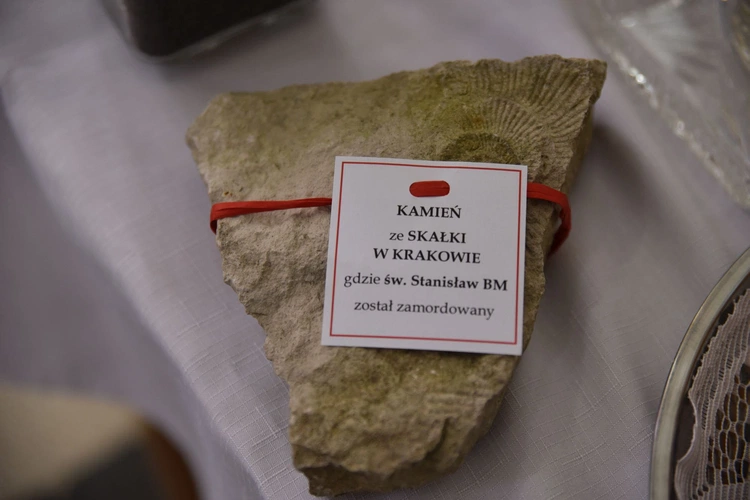 KAMIEŃ
ze SKAŁKI
W KRAKOWIE
gdzie św. Stanisław BM
został zamordowany